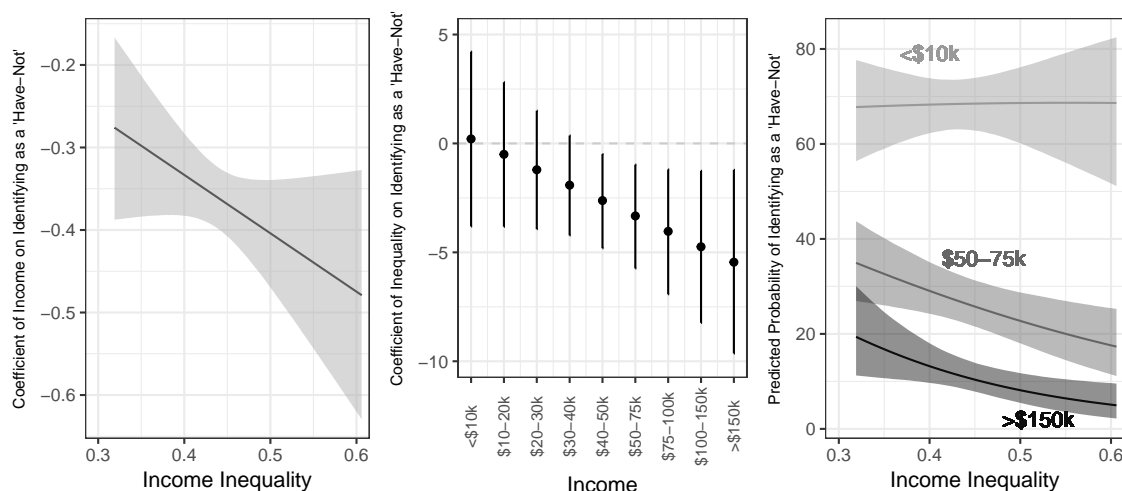 Coefficient of Income on Identifying as a 'Have−Not'
−0.2
−0.3
−0.4
−0.5
−0.6
0.3 0.4 0.5 0.6
Income Inequality
Coefficient of Inequality on Identifying as a 'Have−Not'
5
0
−5
−10
<$10k
$10−20k
$20−30k
$30−40k
$40−50k
$50−75k
$75−100k
$100−150k
>$150k
Income
Predicted Probability of Identifying as a 'Have−Not'
80
60
40
20
0
<$10k
$50−75k
>$150k
0.3 0.4 0.5 0.6
Income Inequality